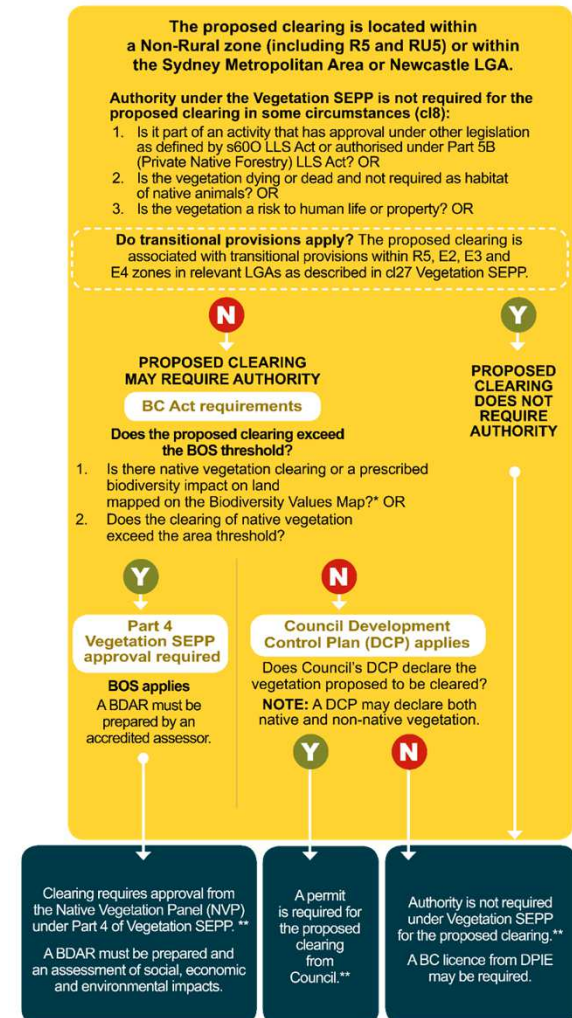 The proposed clearing is located within
a Non-Rural zone (including R5 and RU5) or within
the Sydney Metropolitan Area or Newcastle LGA.
Authority under the Vegetation SEPP is not required for the
proposed clearing in some circumstances (cl8):
1. Is it part of an activity that has approval under other legislation
as defined by s60O LLS Act or authorised under Part 5B
(Private Native Forestry) LLS Act? OR
2. Is the vegetation dying or dead and not required as habitat
of native animals? OR
3. Is the vegetation a risk to human life or property? OR
Do transitional provisions apply? The proposed clearing is
associated with transitional provisions within R5, E2, E3 and
E4 zones in relevant LGAs as described in cl27 Vegetation SEPP.
N
PROPOSED CLEARING
MAY REQUIRE AUTHORITY
BC Act requirements
Does the proposed clearing exceed
the BOS threshold?
1. Is there native vegetation clearing or a prescribed
biodiversity impact on land
mapped on the Biodiversity Values Map?* OR
2. Does the clearing of native vegetation
exceed the area threshold?
Y
PROPOSED
CLEARING
DOES NOT
REQUIRE
AUTHORITY
Y
Part 4
Vegetation SEPP
approval required
BOS applies
A BDAR must be
prepared by an
accredited assessor.
N
Council Development
Control Plan (DCP) applies
Does Council's DCP declare the
vegetation proposed to be cleared?
NOTE: A DCP may declare both
native and non-native vegetation.
Y
N
Clearing requires approval from
the Native Vegetation Panel (NVP)
under Part 4 of Vegetation SEPP.**
A BDAR must be prepared and
an assessment of social, economic
and environmental impacts.
A permit
is required for
the proposed
clearing
from
Council.**
Authority is not required
under Vegetation SEPP
for the proposed clearing.**
A BC licence from DPIE
may be required.